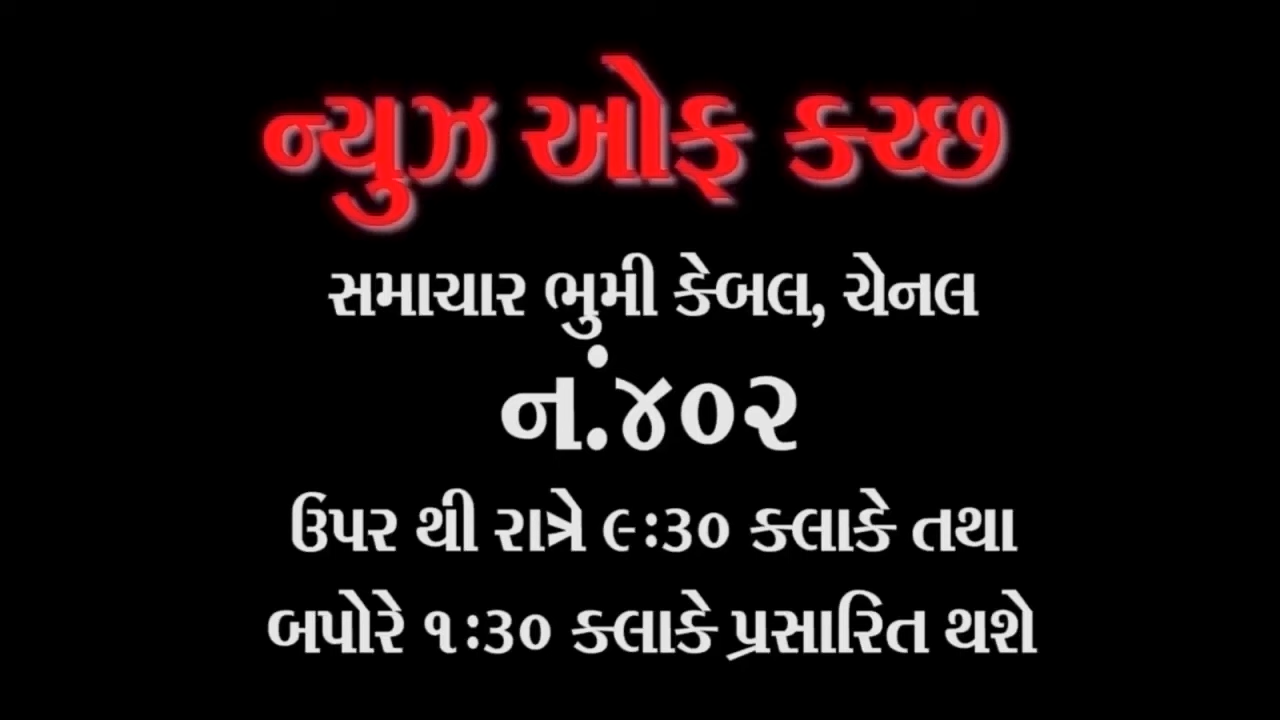 ન્યુઝ ઓફ કચ્છ
સમાચાર ભુમી કેબલ, ચેનલ
નં.૪૦૨
ઉપર થી રાત્રે ૯:૩૦ કલાકે તથા
બપોરે ૧:૩૦ કલાકે પ્રસારિત થશે